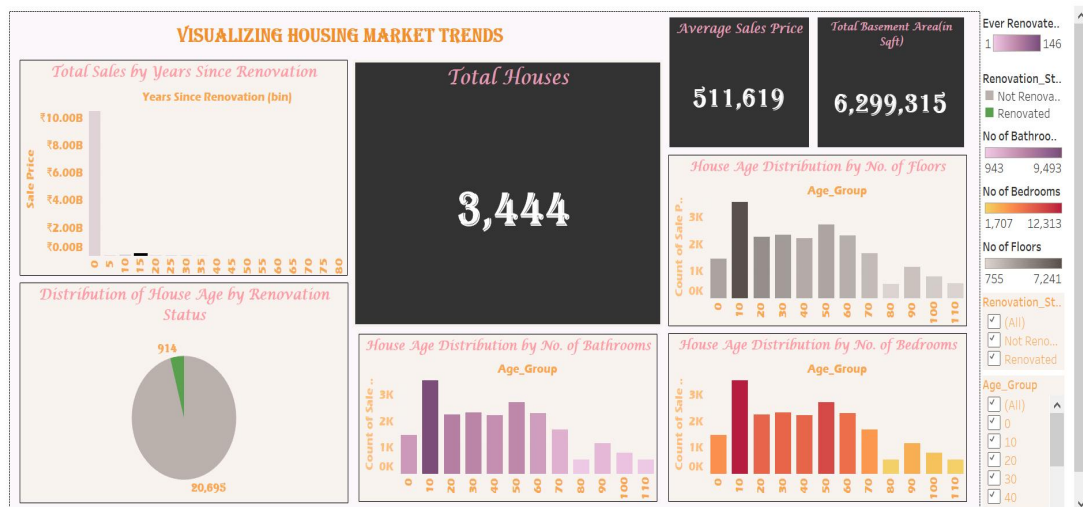 VISUALIZING HOUSING MARKET TRENDS
Total Sales by Years Since Renovation
Years Since Renovation (bin)
₹10.00B
₹8.00B
₹6.00B
₹4.00B
₹2.00B
₹0.00B
Sale Price
0 5 10 15 20 25 30 35 40 45 50 55 60 65 70 75 80
Distribution of House Age by Renovation
Status
914
20,695
Total Houses
3,444
Average Sales Price
511,619
Total Basement Area(in
Sqft)
6,299,315
House Age Distribution by No. of Floors
Age_Group
Count of Sale P..
3K
2K
1K
0K
0 10 20 30 40 50 60 70 80 90 100 110
House Age Distribution by No. of Bathrooms
Age_Group
Count of Sale ..
3K
2K
1K
0K
0 10 20 30 40 50 60 70 80 90 100 110
House Age Distribution by No. of Bedrooms
Age_Group
Count of Sale ..
3K
2K
1K
0K
0 10 20 30 40 50 60 70 80 90 100 110
Ever Renovate..
1 146
Renovation_St..
Not Renova..
Renovated
No of Bathroo..
943 9,493
No of Bedrooms
1,707 12,313
No of Floors
755 7,241
Renovation_St..
(All)
Not Reno...
Renovated
Age_Group
(All)
0
10
20
30
40